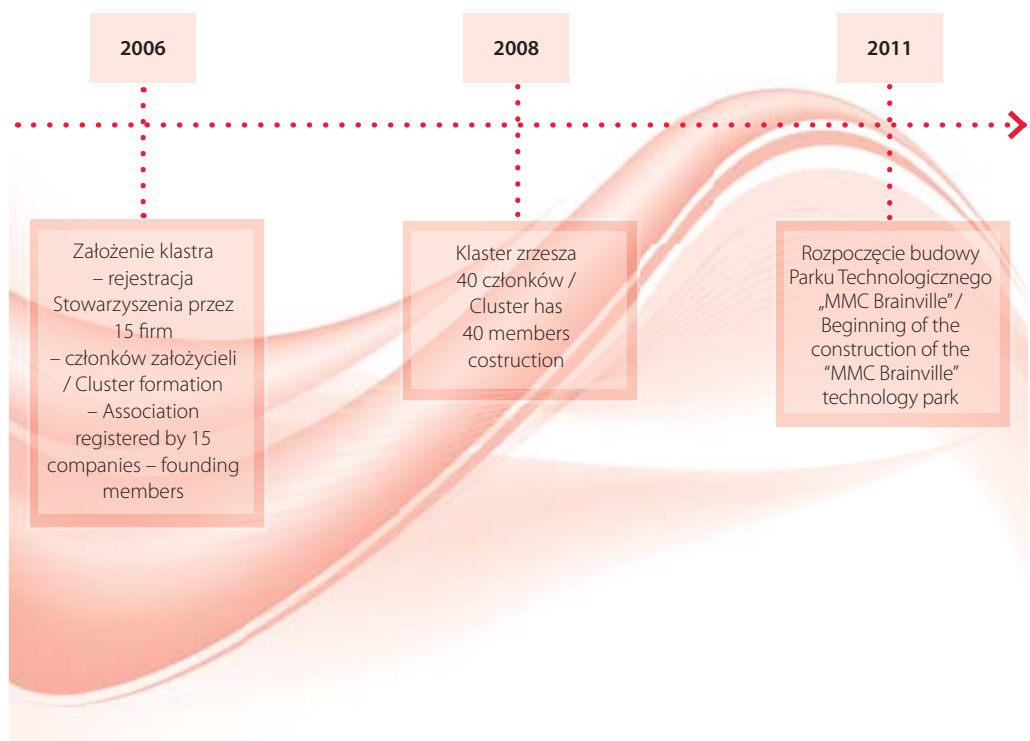 2006
2008
2011
Założenie klastra
– rejestracja
Stowarzyszenia przez
15 firm
– członków założycieli
/ Cluster formation
– Association
registered by 15
companies – founding
members
Klaster zrzesza
40 członków /
Cluster has
40 members
costruction
Rozpoczęcie budowy
Parku Technologicznego
„MMC Brainville”/
Beginning of the
construction of the
“MMC Brainville”
technology park